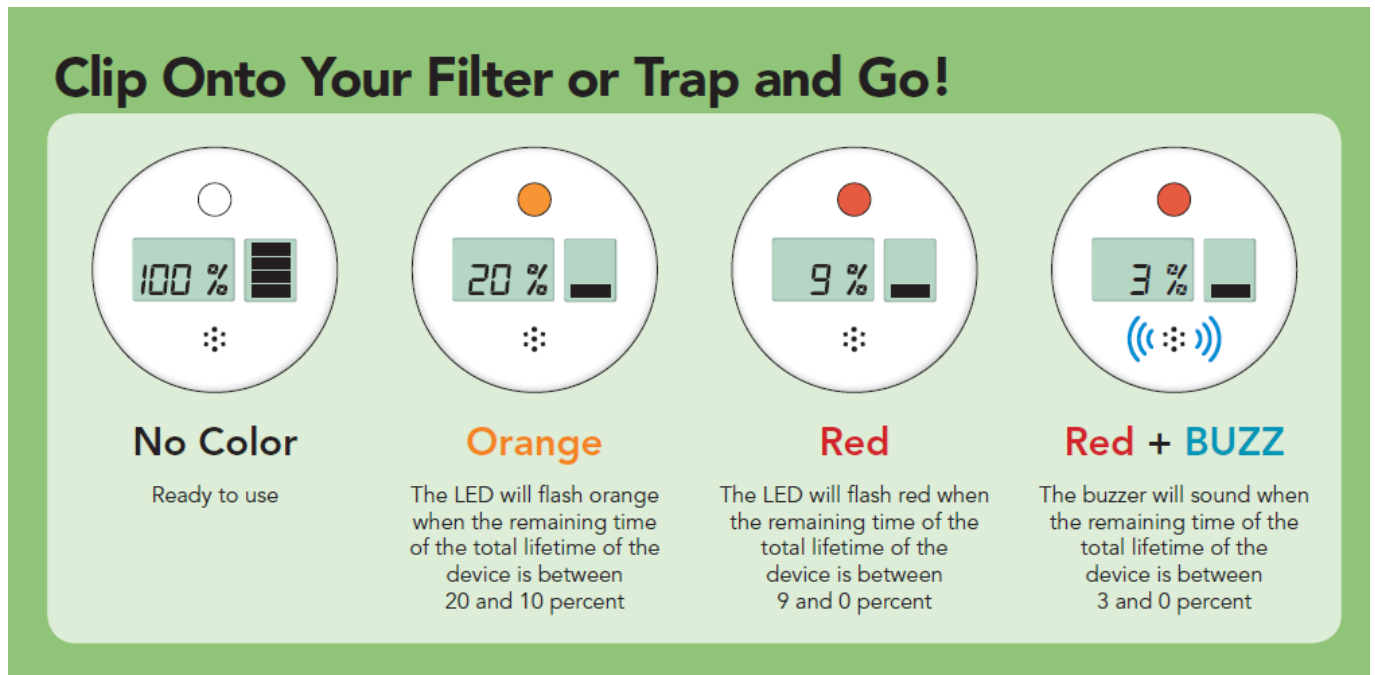 Clip Onto Your Filter or Trap and Go!
100 %
20 %
9 %
3 %
No Color
Orange
Red
Red + BUZZ
Ready to use
The LED will flash orange
when the remaining time
of the total lifetime of the
device is between
20 and 10 percent
The LED will flash red when
the remaining time of the
total lifetime of the
device is between
9 and 0 percent
The buzzer will sound when
the remaining time of the
total lifetime of the
device is between
3 and 0 percent